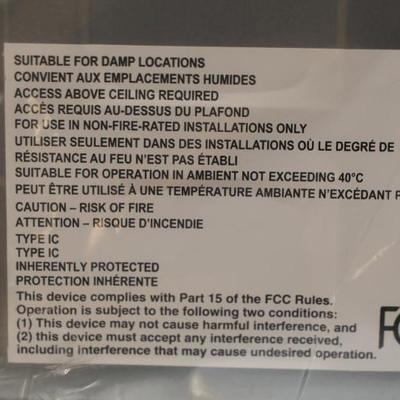 SUITABLE FOR DAMP LOCATIONS
CONVIENT AUX EMPLACEMENTS HUMIDES
ACCESS ABOVE CEILING REQUIRED
ACCÈS REQUIS AU-DESSUS DU PLAFOND
FOR USE IN NON-FIRE-RATED INSTALLATIONS ONLY
UTILISER SEULEMENT DANS DES INSTALLATIONS OÙ LE DEGRÉ DE
RÉSISTANCE AU FEU N'EST PAS ÉTABLI
SUITABLE FOR OPERATION IN AMBIENT NOT EXCEEDING 40°C
PEUT ÊTRE UTILISÉ À UNE TEMPÉRATURE AMBIANTE N'EXCÉDANT P
CAUTION – RISK OF FIRE
ATTENTION – RISQUE D'INCENDIE
TYPE IC
TYPE IC
INHERENTLY PROTECTED
PROTECTION INHÉRENTE
This device complies with Part 15 of the FCC Rules.
Operation is subject to the following two conditions:
(1) This device may not cause harmful interference, and
(2) this device must accept any interference received,
including interference that may cause undesired operation.